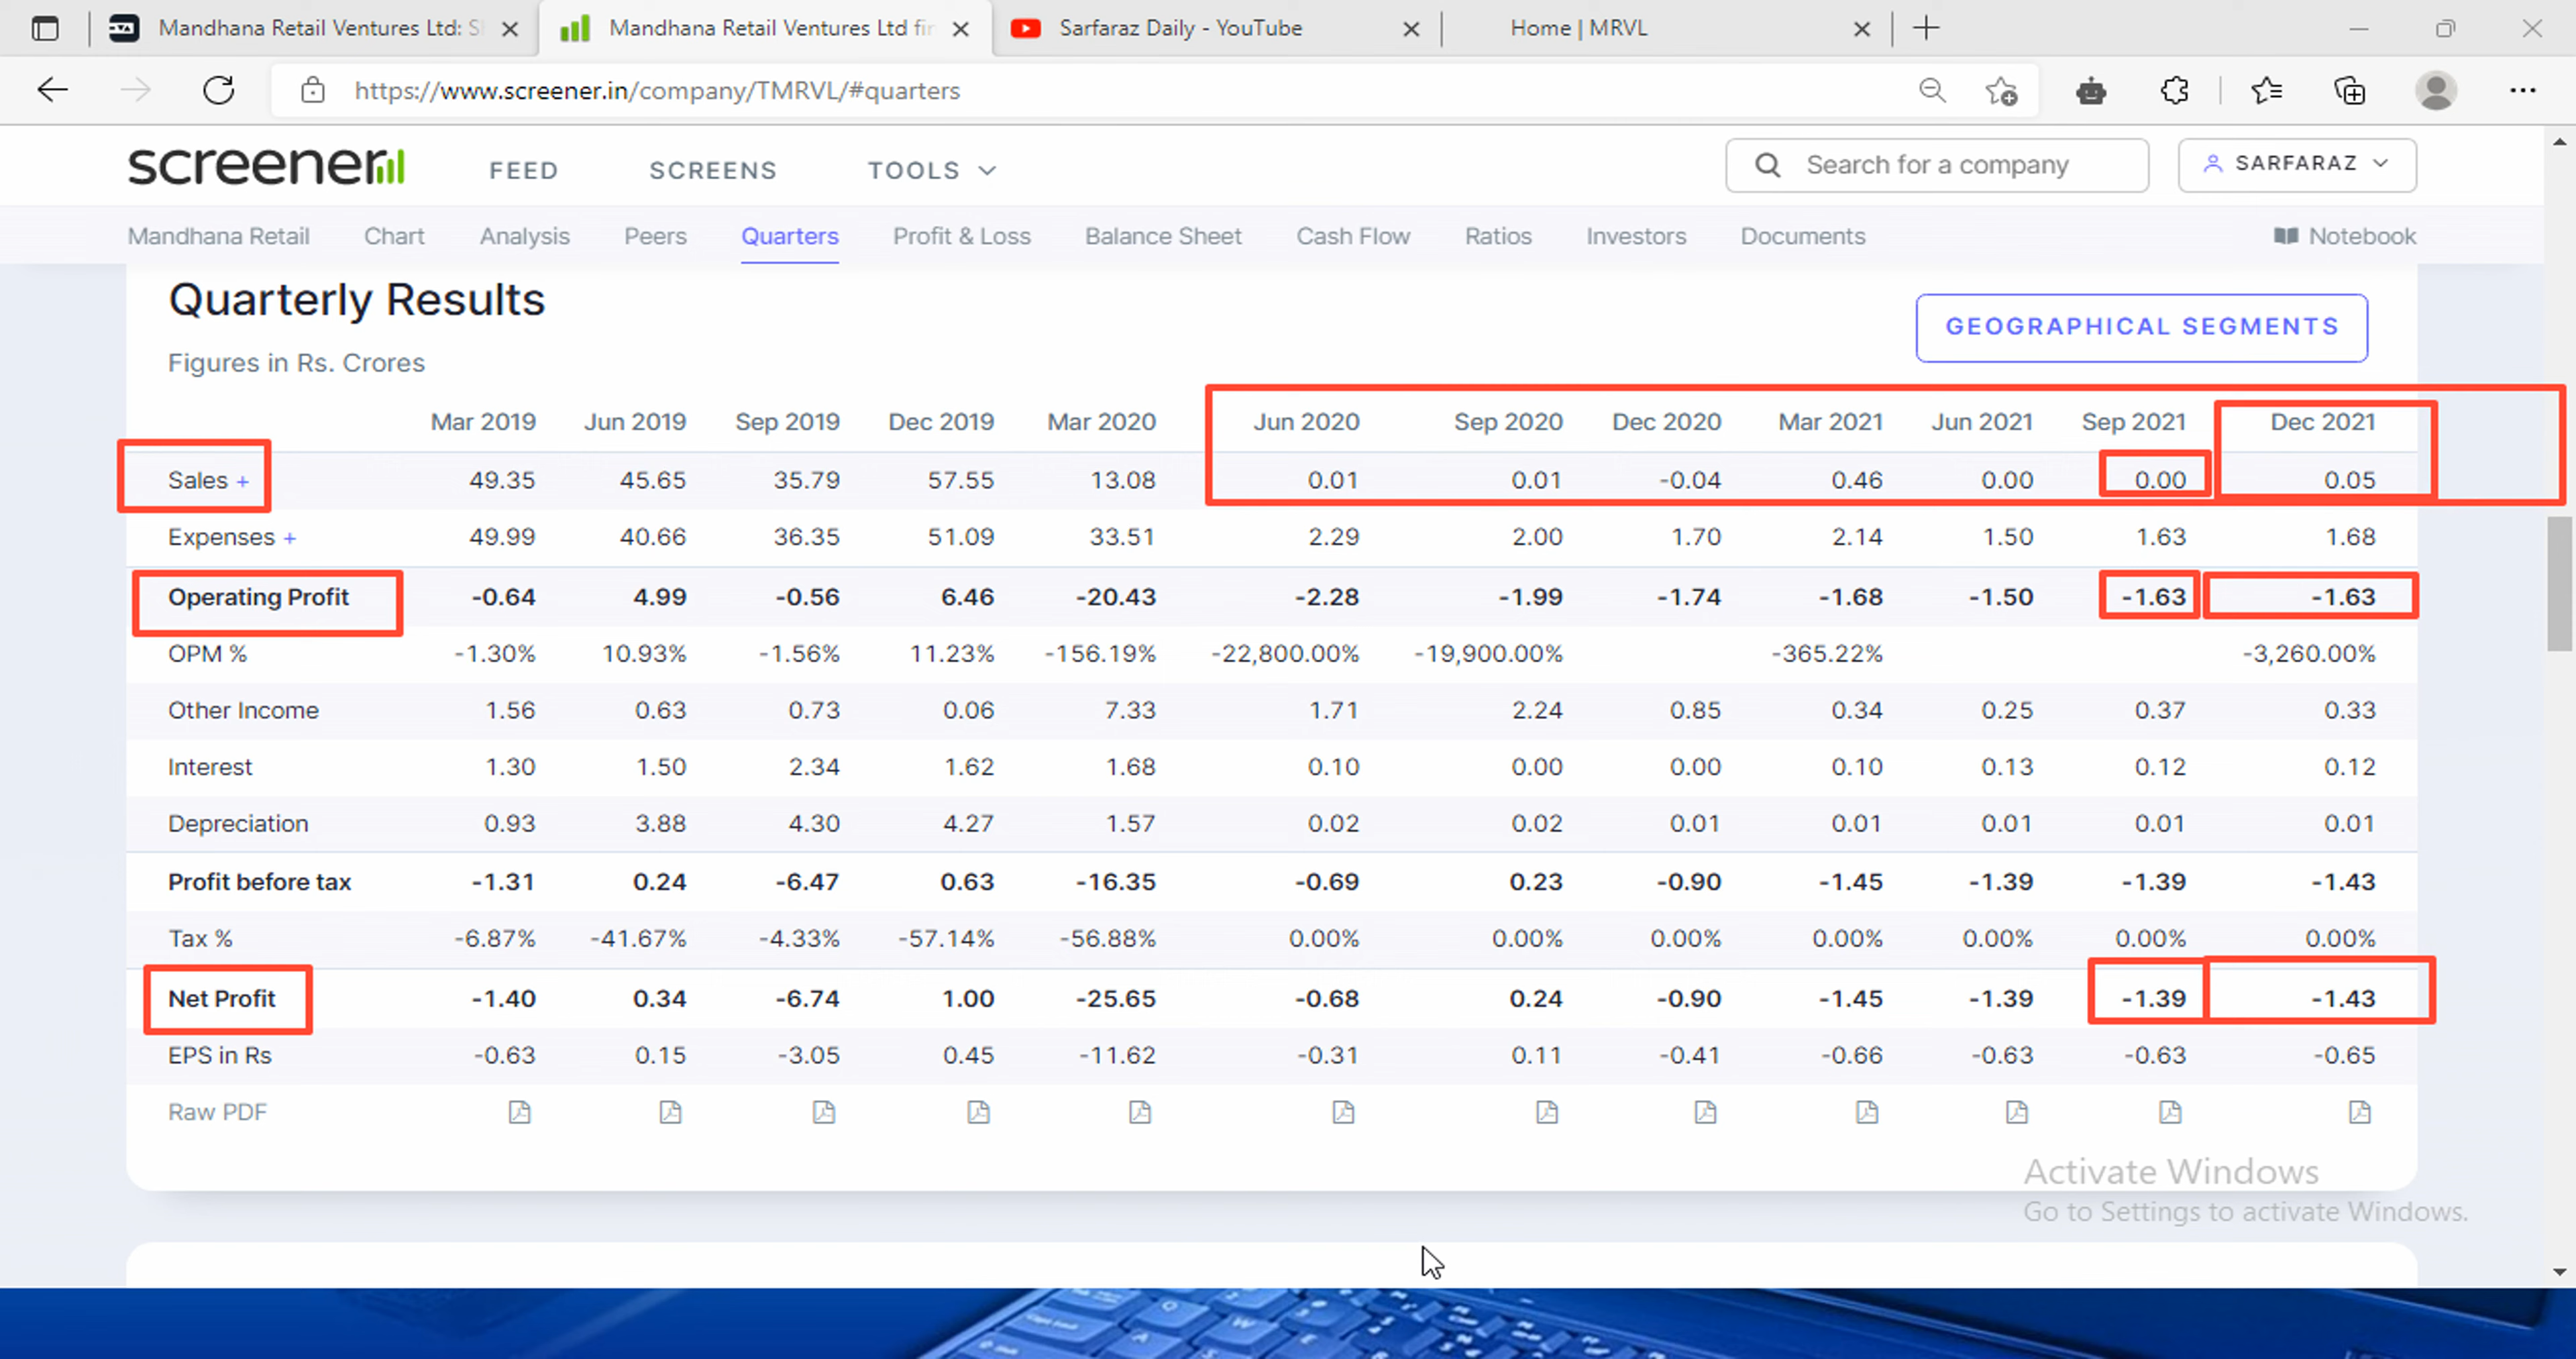 Mandhana Retail Ventures Ltd: S
Mandhana Retail Ventures Ltd fin
Sarfaraz Daily - YouTube
Home | MRVL
https://www.screener.in/company/TMRVL/#quarters
screener
FEED SCREENS TOOLS
Search for a company
SARFARAZ
Mandhana Retail Chart Analysis Peers Quarters Profit & Loss Balance Sheet Cash Flow Ratios Investors Documents Notebook
Quarterly Results
GEOGRAPHICAL SEGMENTS
Figures in Rs. Crores
Mar 2019 Jun 2019 Sep 2019 Dec 2019 Mar 2020 Jun 2020 Sep 2020 Dec 2020 Mar 2021 Jun 2021 Sep 2021 Dec 2021
Sales + 49.35 45.65 35.79 57.55 13.08 0.01 0.01 -0.04 0.46 0.00 0.00 0.05
Expenses + 49.99 40.66 36.35 51.09 33.51 2.29 2.00 1.70 2.14 1.50 1.63 1.68
Operating Profit -0.64 4.99 -0.56 6.46 -20.43 -2.28 -1.99 -1.74 -1.68 -1.50 -1.63 -1.63
OPM % -1.30% 10.93% -1.56% 11.23% -156.19% -22,800.00% -19,900.00% -365.22% -3,260.00%
Other Income 1.56 0.63 0.73 0.06 7.33 1.71 2.24 0.85 0.34 0.25 0.37 0.33
Interest 1.30 1.50 2.34 1.62 1.68 0.10 0.00 0.00 0.10 0.13 0.12 0.12
Depreciation 0.93 3.88 4.30 4.27 1.57 0.02 0.02 0.01 0.01 0.01 0.01 0.01
Profit before tax -1.31 0.24 -6.47 0.63 -16.35 -0.69 0.23 -0.90 -1.45 -1.39 -1.39 -1.43
Tax % -6.87% -41.67% -4.33% -57.14% -56.88% 0.00% 0.00% 0.00% 0.00% 0.00% 0.00% 0.00%
Net Profit -1.40 0.34 -6.74 1.00 -25.65 -0.68 0.24 -0.90 -1.45 -1.39 -1.39 -1.43
EPS in Rs -0.63 0.15 -3.05 0.45 -11.62 -0.31 0.11 -0.41 -0.66 -0.63 -0.63 -0.65
Raw PDF
Activate Windows
Go to Settings to activate Windows.